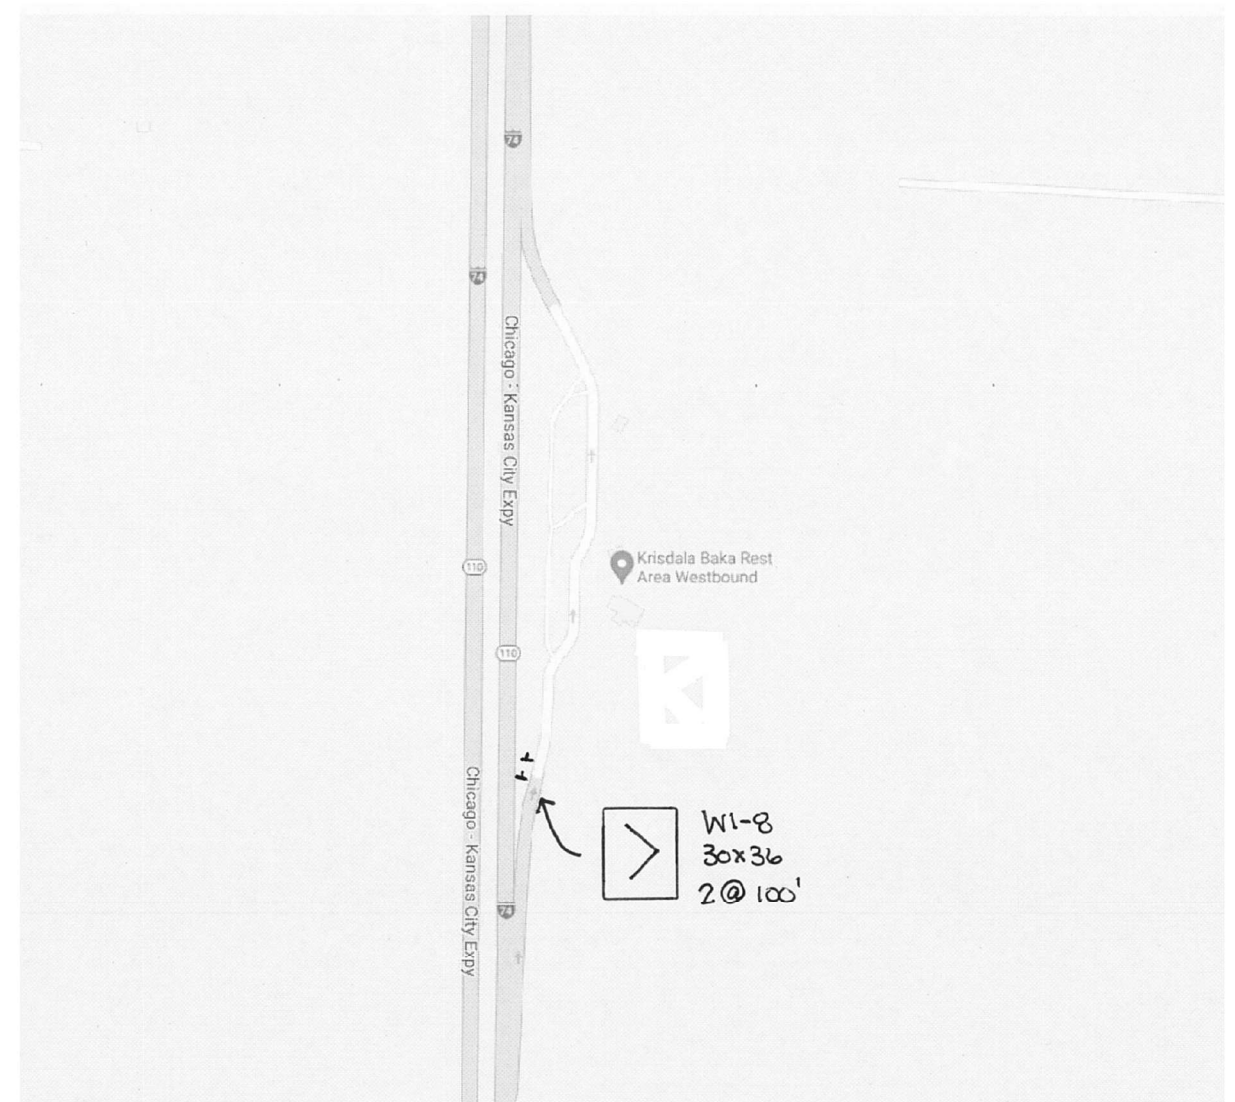 74
74
Chicago - Kansas City Expy
110
Krisdala Baka Rest
Area Westbound
110
K
Chicago - Kansas City Expy
W1-8
30x36
2 @ 100'
74